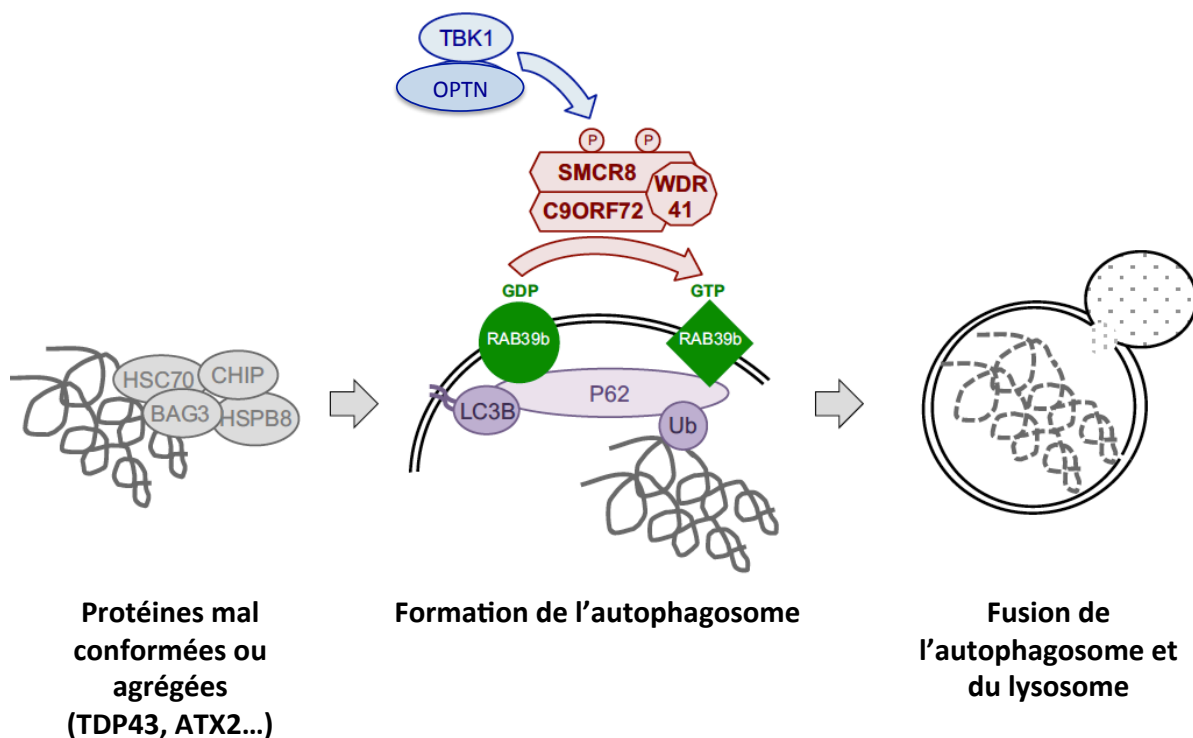 TBK1
OPTN
P
P
SMCR8
WDR
41
C9ORF72
GDP
GTP
RAB39b
RAB39b
HSC70
CHIP
BAG3
HSPB8
LC3B
P62
Ub
Protéines mal
conformées ou
agrégées
(TDP43, ATX2...)
Formation de l'autophagosome
Fusion de
l'autophagosome et
du lysosome